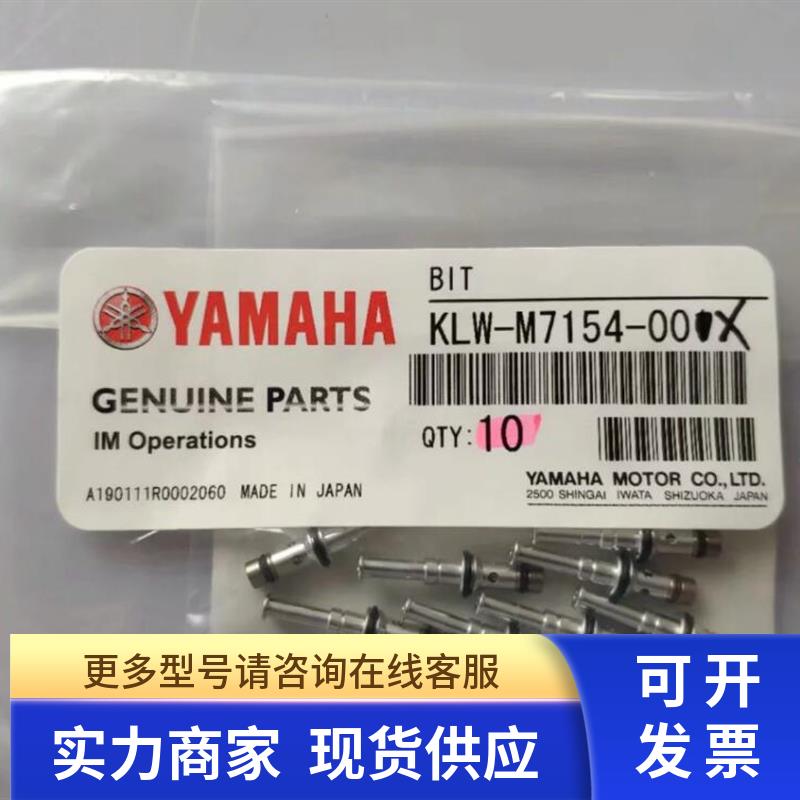 YAMAHA
GENUINE PARTS
IM Operations
A190111R0002060 MADE IN JAPAN
BIT
KLW-M7154-00
QTY: 10
YAMAHA MOTOR CO.,LTD.
2500 SHINGAI IWATA SHIZUOKA JAPAN
更多型号请咨询在线客服
实力商家 现货供应
可开
发票